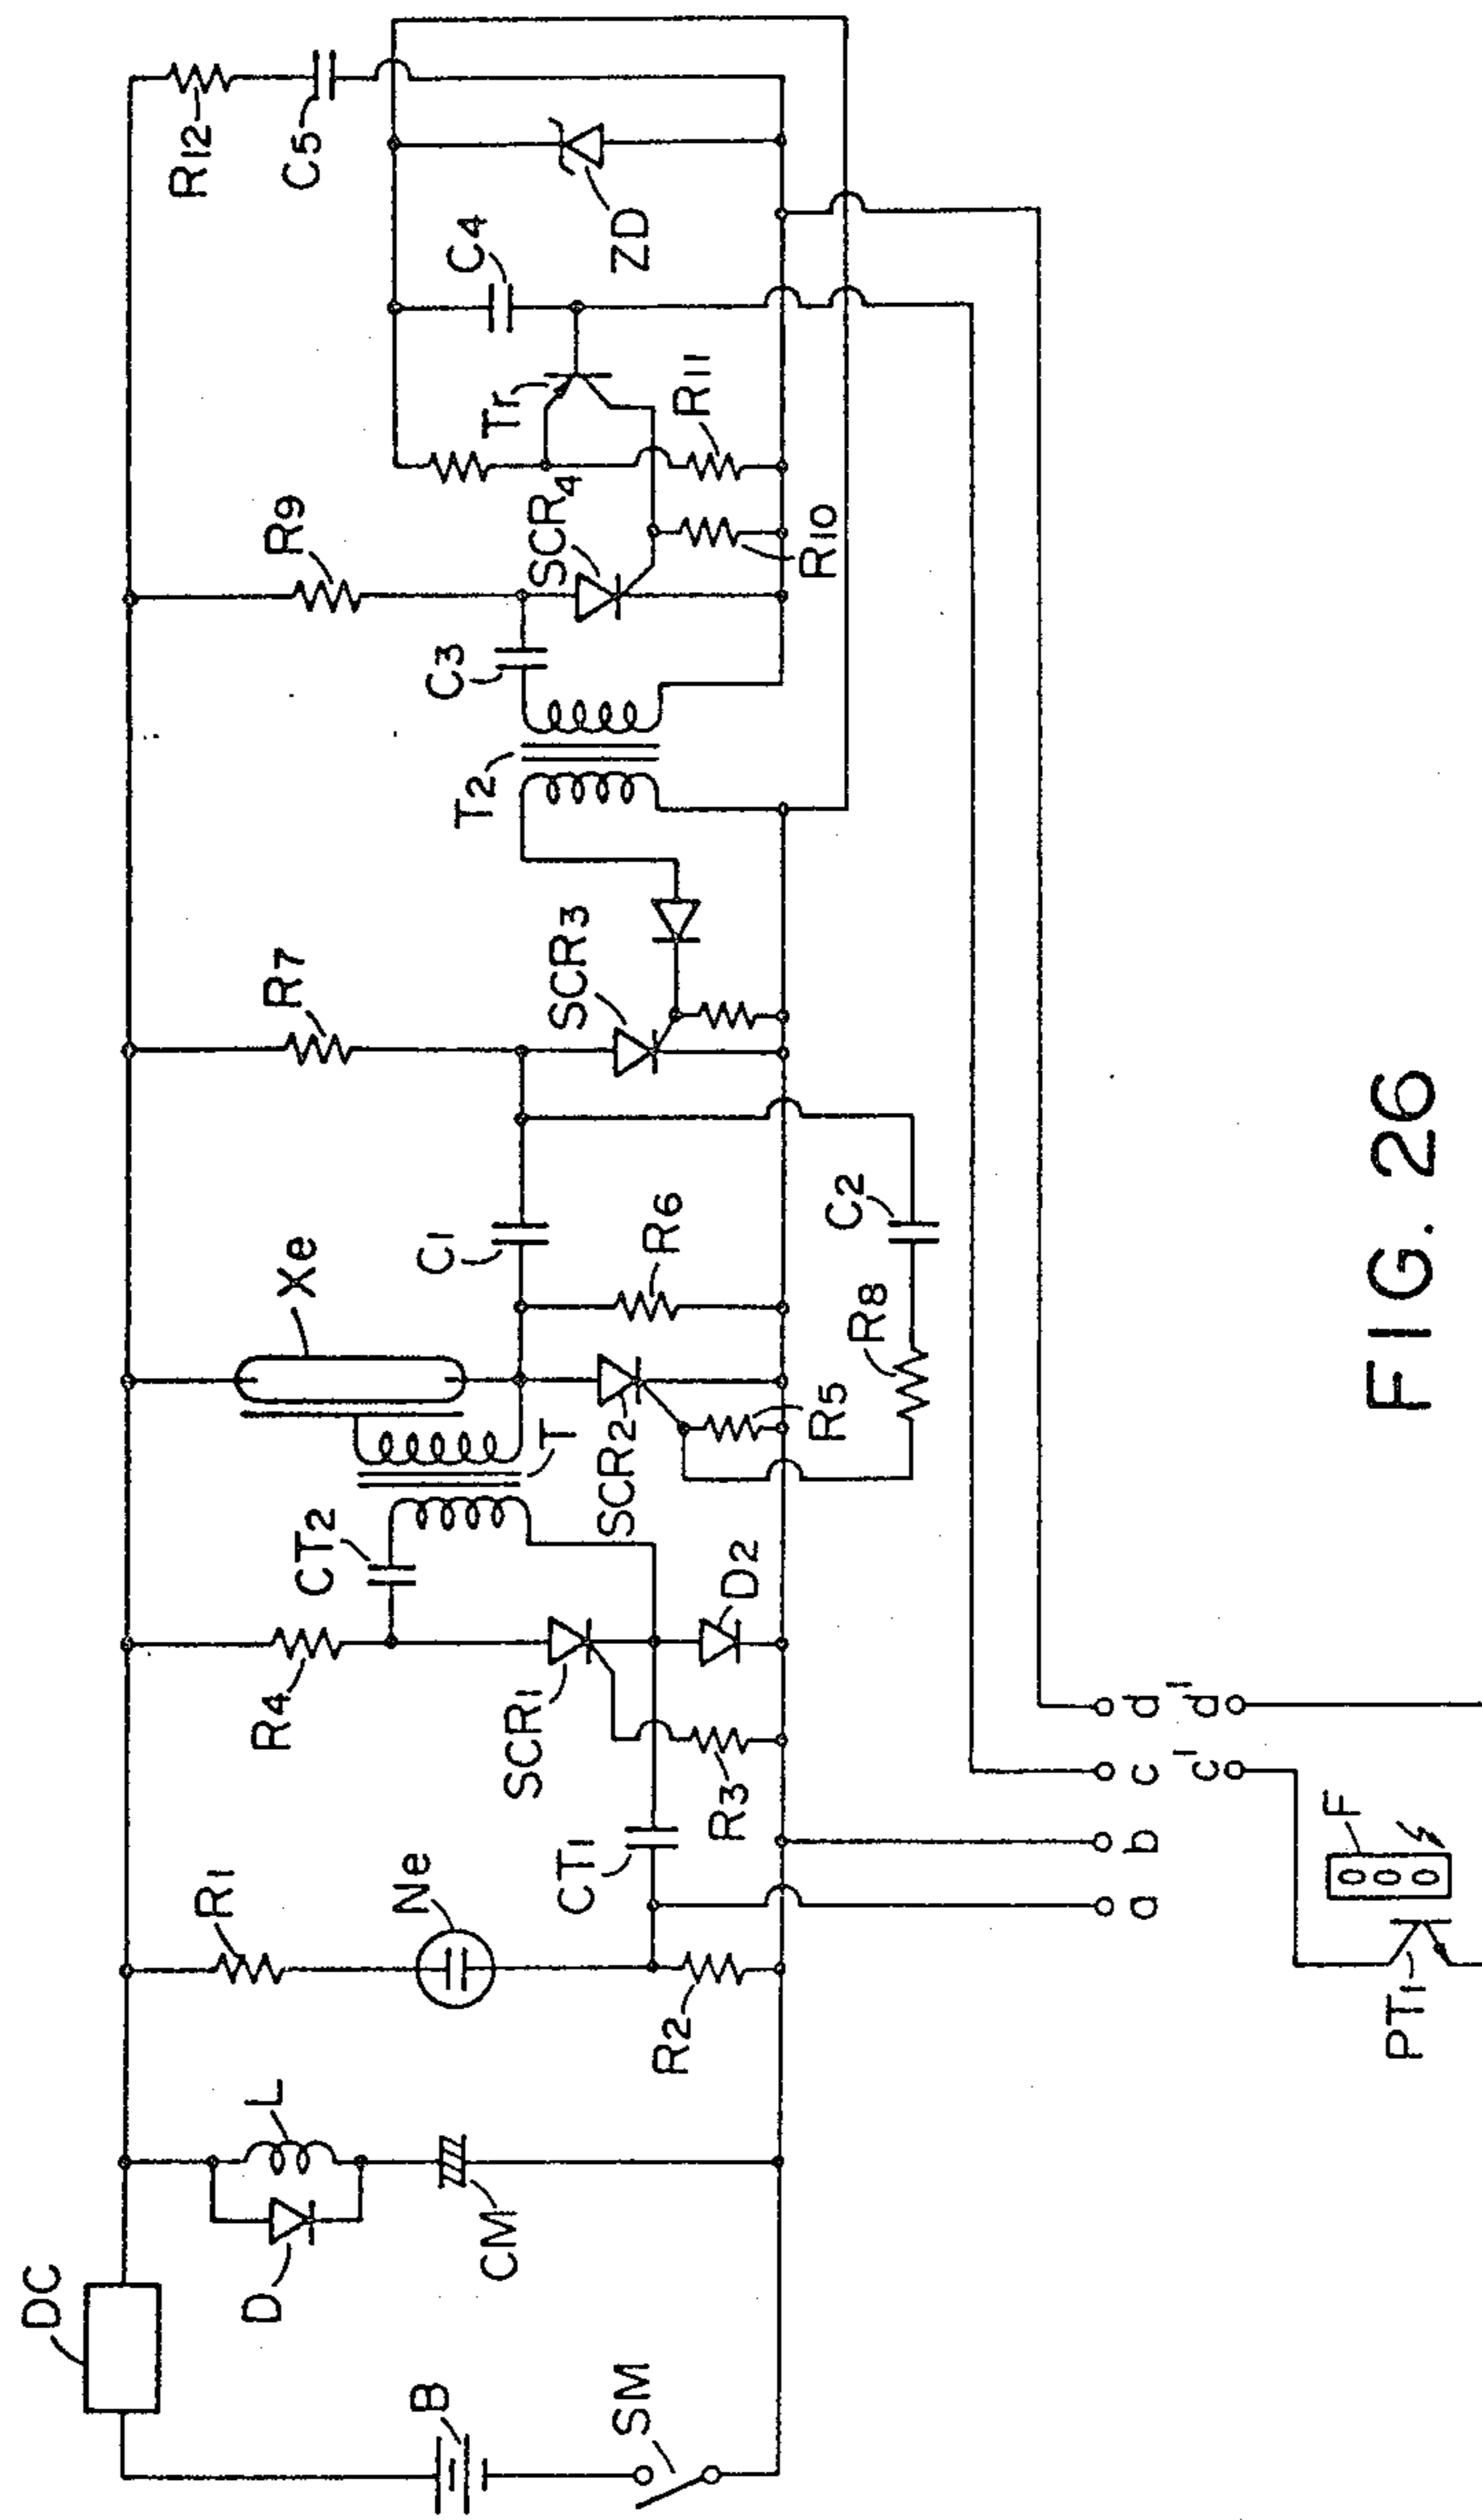 DC
B
SM
D
L
CM
R1
Ne
R2
CT1
R4
SCR1
R3
CT2
D2
T
SCR2
R5
Xe
C1
R6
R8
C2
R7
SCR3
T2
C3
R9
SCR4
R10
Tr
R11
C4
ZD
R12
C5
a
b
c
d
c'
d'
PT1
F
FIG. 26